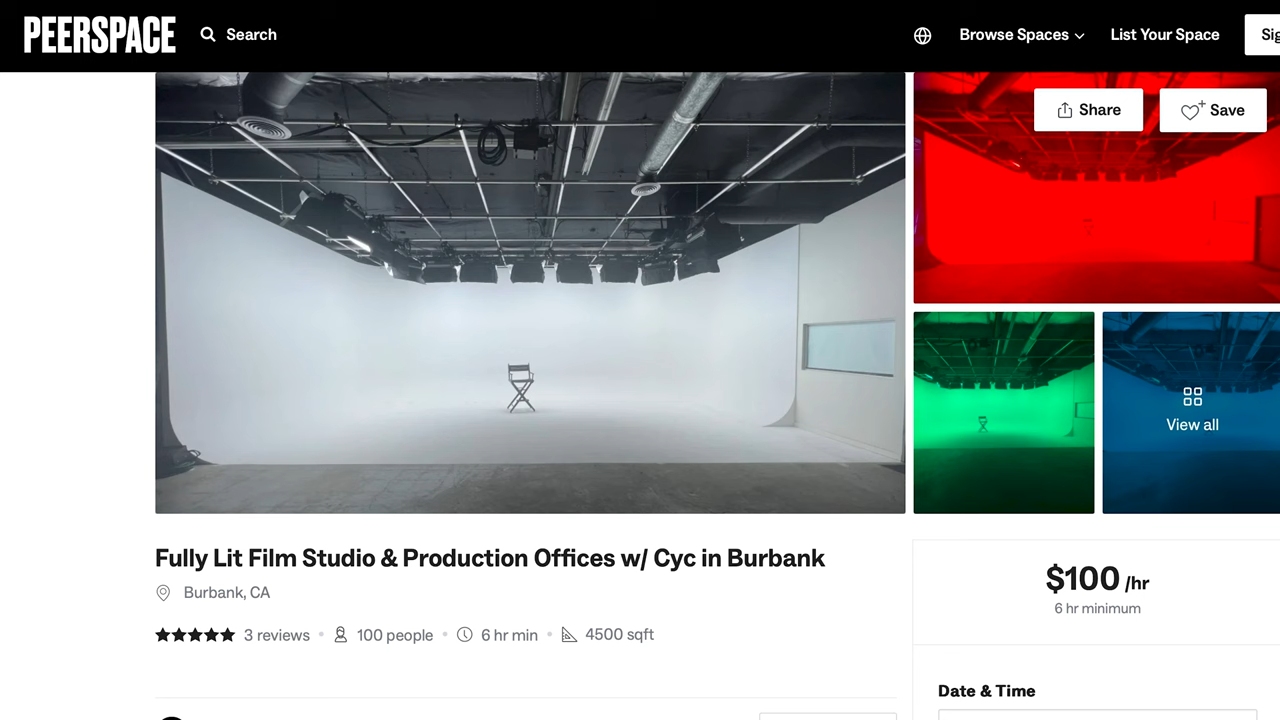 PEERSPACE
Search
Browse Spaces
List Your Space
Share
Save
View all
Fully Lit Film Studio & Production Offices w/ Cyc in Burbank
Burbank, CA
3 reviews • 100 people • 6 hr min • 4500 sqft
$100 /hr
6 hr minimum
Date & Time